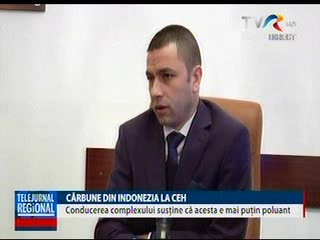 TVR
TELEJURNAL
REGIONAL
CĂRBUNE DIN INDONEZIA LA CEH
Conducerea complexului susține că acesta e mai puțin poluant